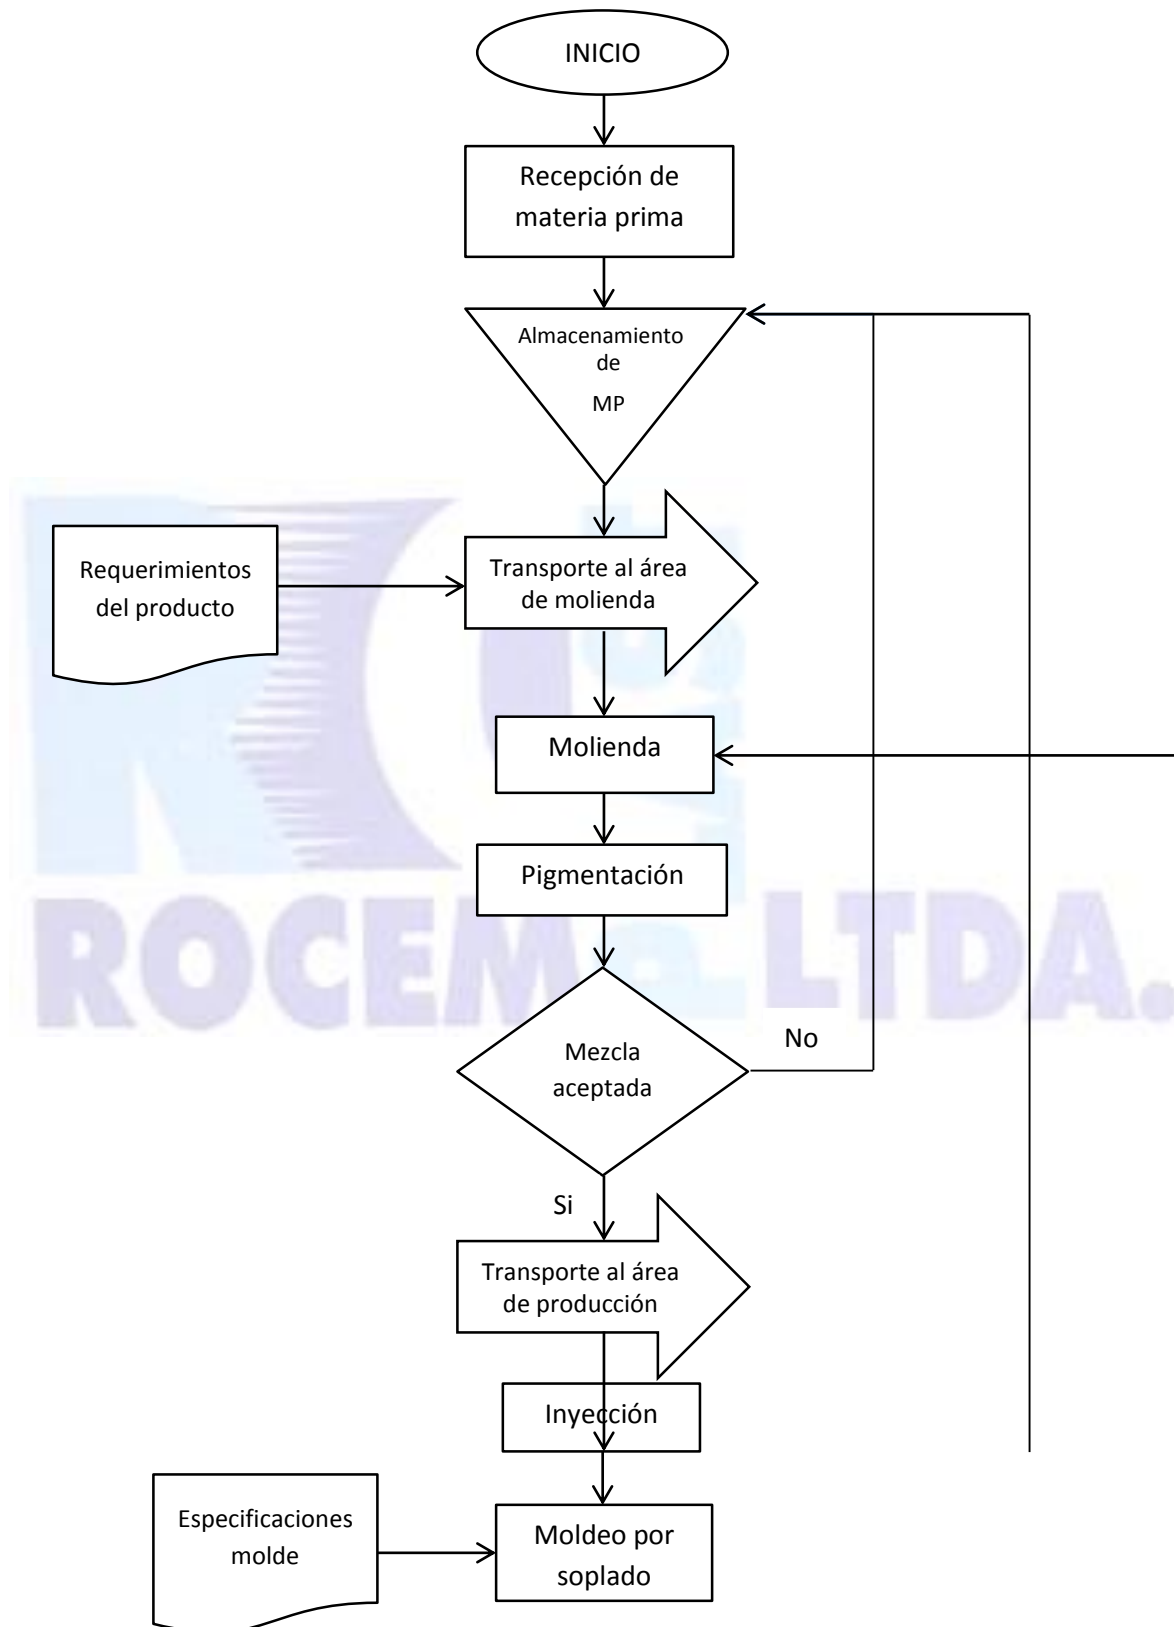 INICIO
Recepción de
materia prima
Almacenamiento
de
MP
Requerimientos
del producto
Transporte al área
de molienda
Molienda
Pigmentación
ROCEM LTDA.
Mezcla
aceptada
No
Si
Transporte al área
de producción
Inyección
Especificaciones
molde
Moldeo por
soplado